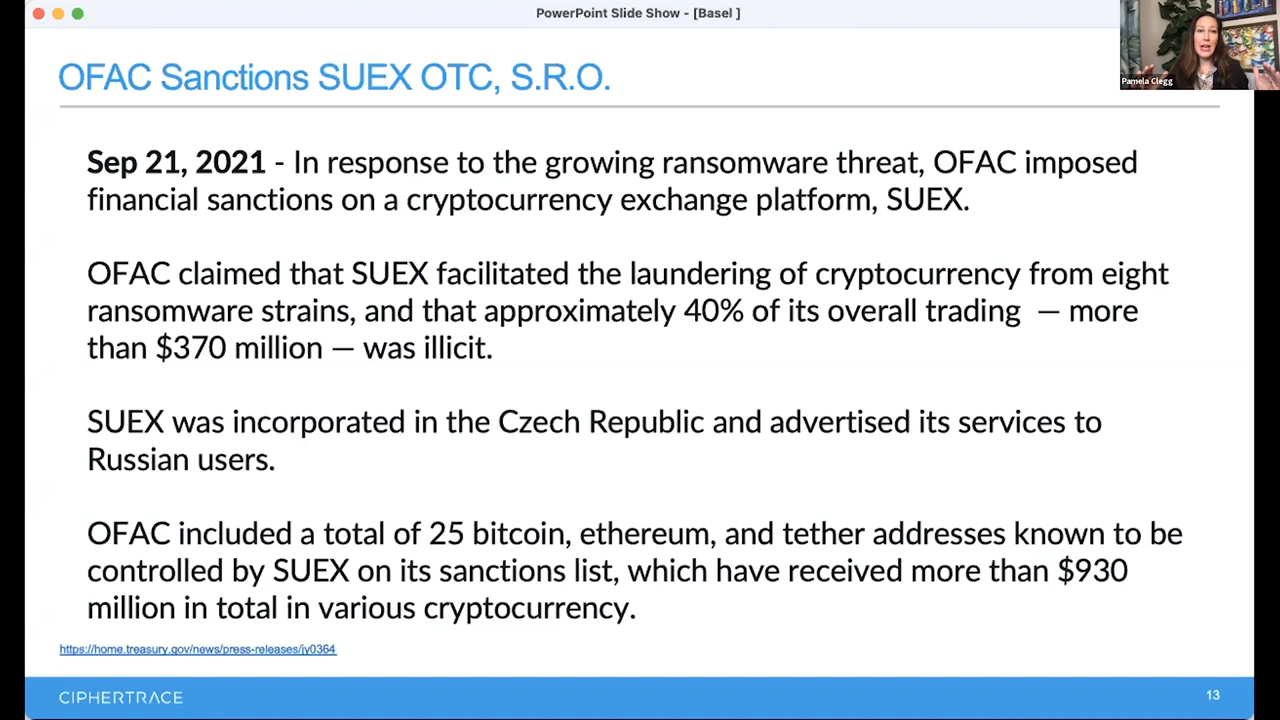 PowerPoint Slide Show - [Basel ]
Pamela Clegg
OFAC Sanctions SUEX OTC, S.R.O.
Sep 21, 2021 - In response to the growing ransomware threat, OFAC imposed
financial sanctions on a cryptocurrency exchange platform, SUEX.
OFAC claimed that SUEX facilitated the laundering of cryptocurrency from eight
ransomware strains, and that approximately 40% of its overall trading — more
than $370 million — was illicit.
SUEX was incorporated in the Czech Republic and advertised its services to
Russian users.
OFAC included a total of 25 bitcoin, ethereum, and tether addresses known to be
controlled by SUEX on its sanctions list, which have received more than $930
million in total in various cryptocurrency.
https://home.treasury.gov/news/press-releases/jy0364
CIPHERTRACE
13